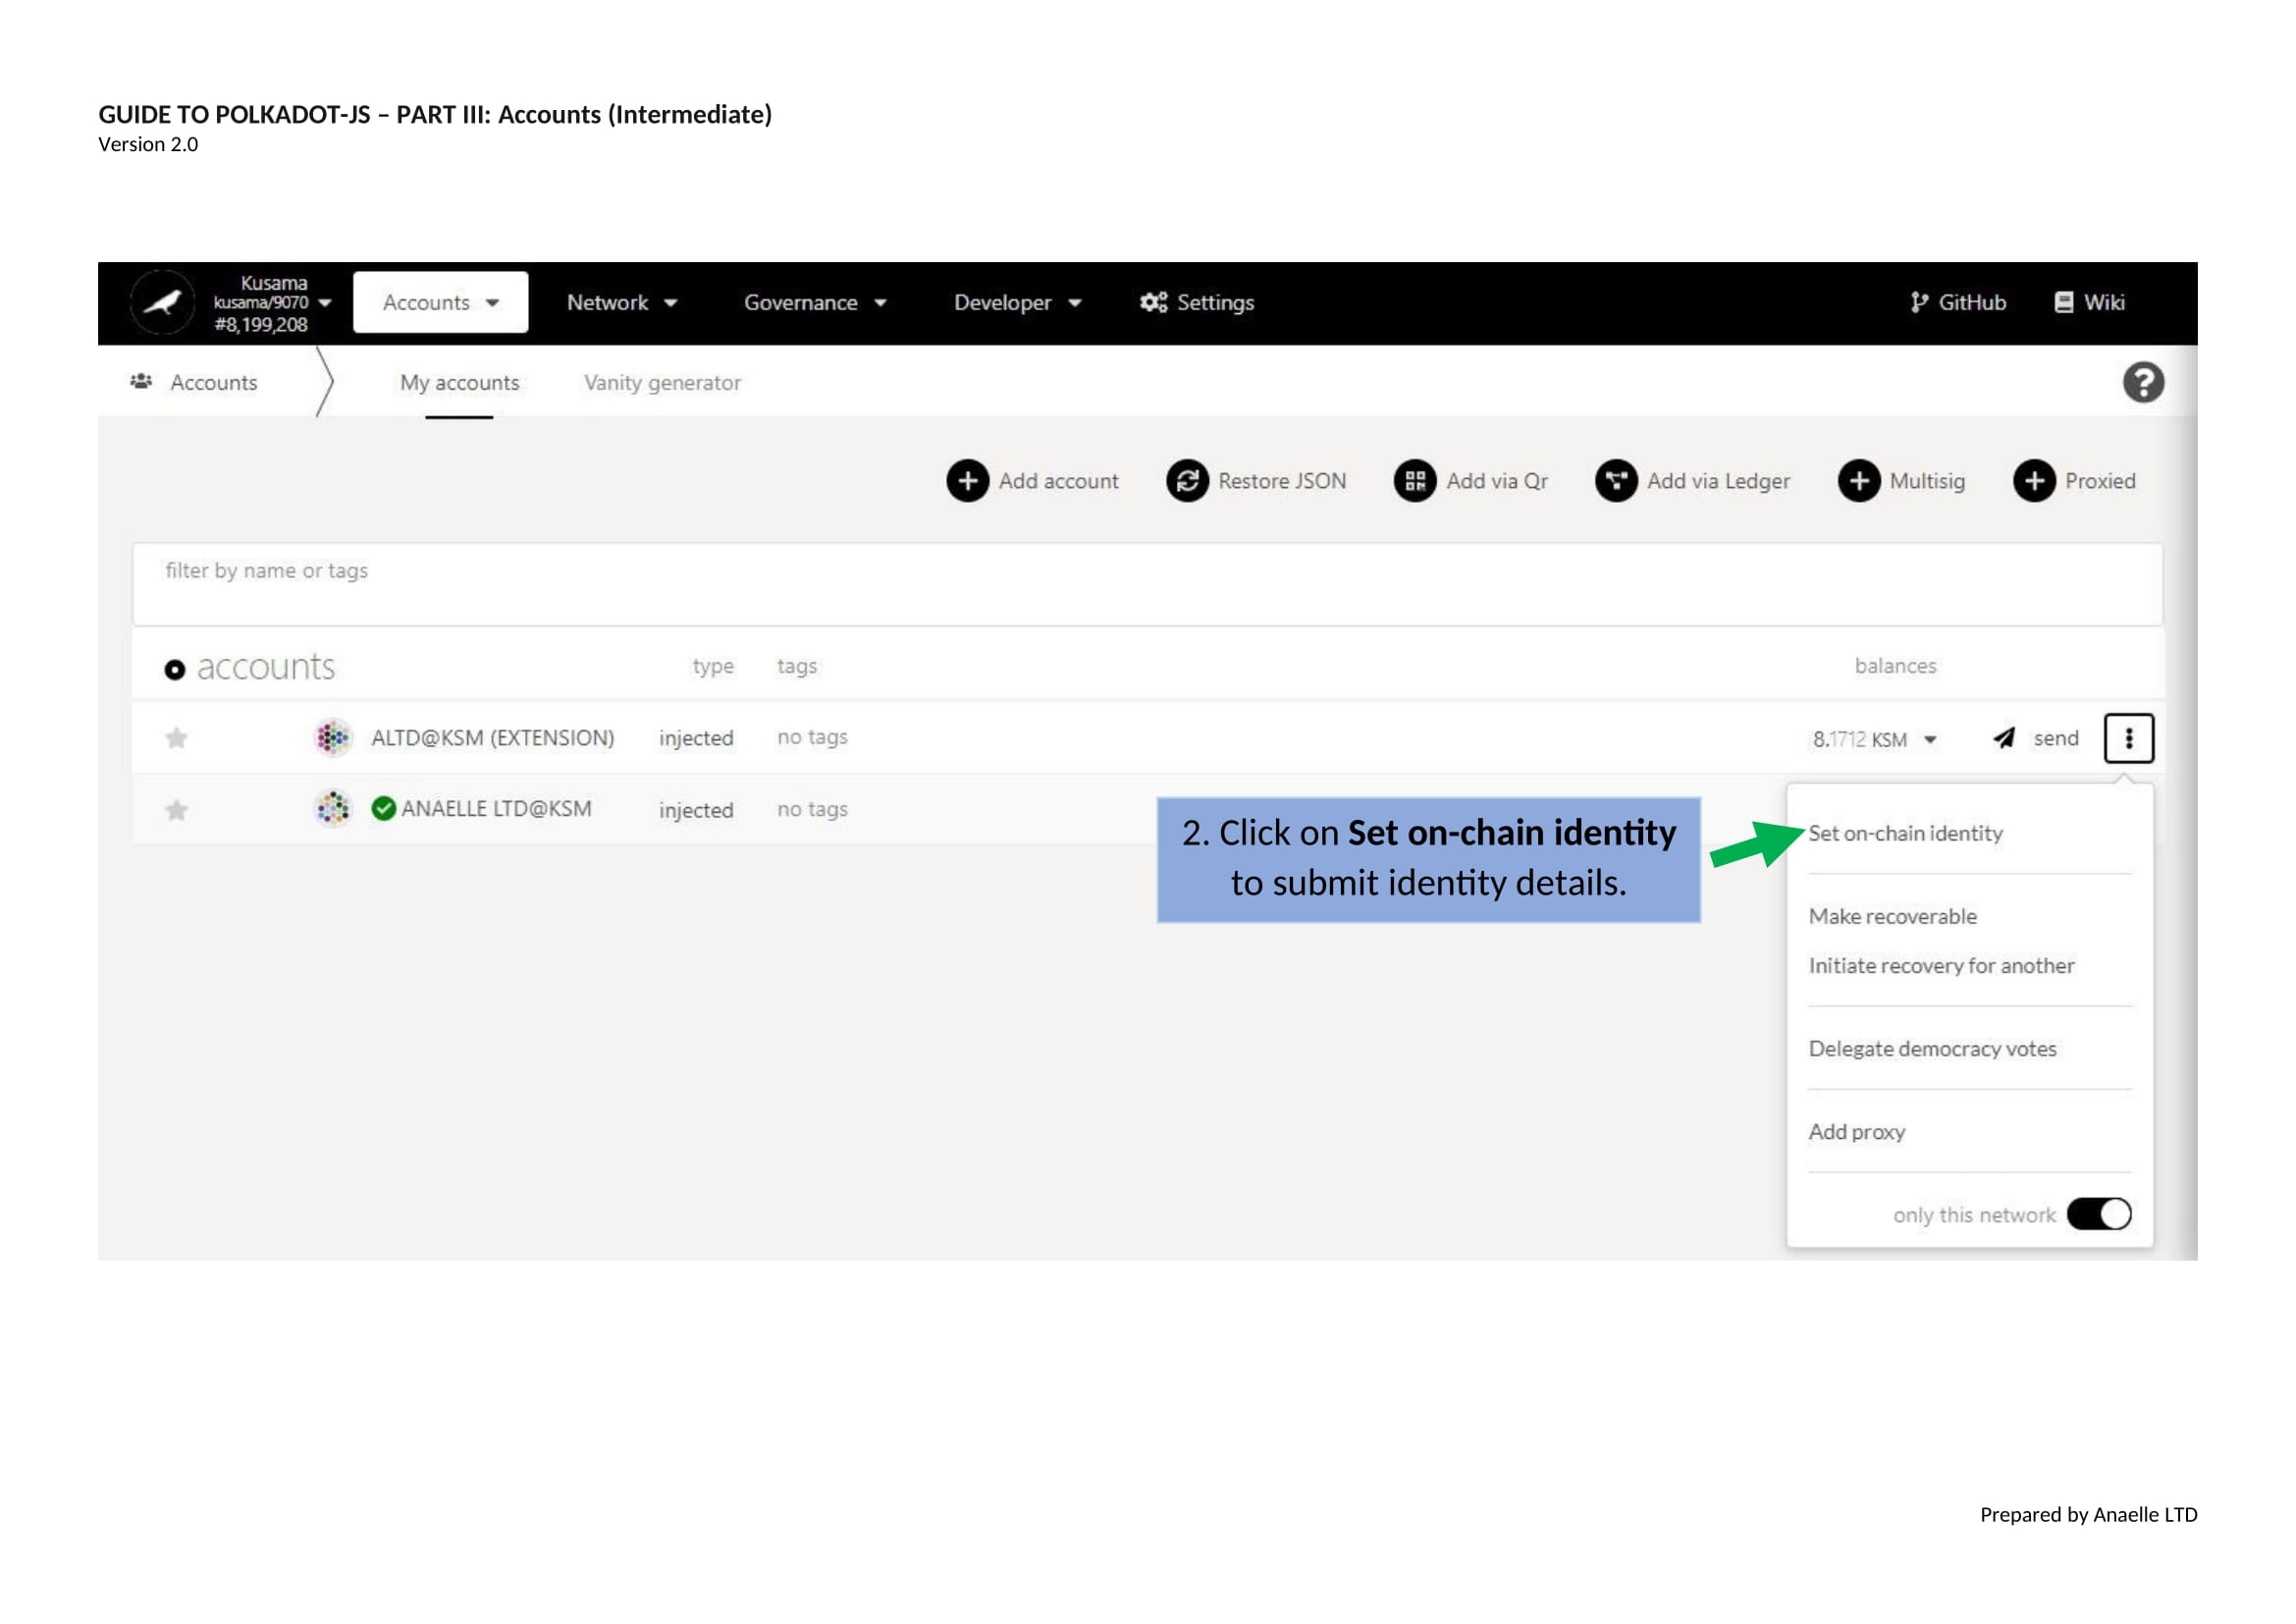 GUIDE TO POLKADOT-JS – PART III: Accounts (Intermediate)
Version 2.0
Kusama
kusama/9070
#8,199,208
Accounts
Network
Governance
Developer
Settings
GitHub
Wiki
Accounts
My accounts
Vanity generator
Add account
Restore JSON
Add via Qr
Add via Ledger
Multisig
Proxied
filter by name or tags
accounts
type
tags
balances
ALTD@KSM (EXTENSION)
injected
no tags
8.1712 KSM
send
ANAELLE LTD@KSM
injected
no tags
2. Click on Set on-chain identity
to submit identity details.
Set on-chain identity
Make recoverable
Initiate recovery for another
Delegate democracy votes
Add proxy
only this network
Prepared by Anaelle LTD